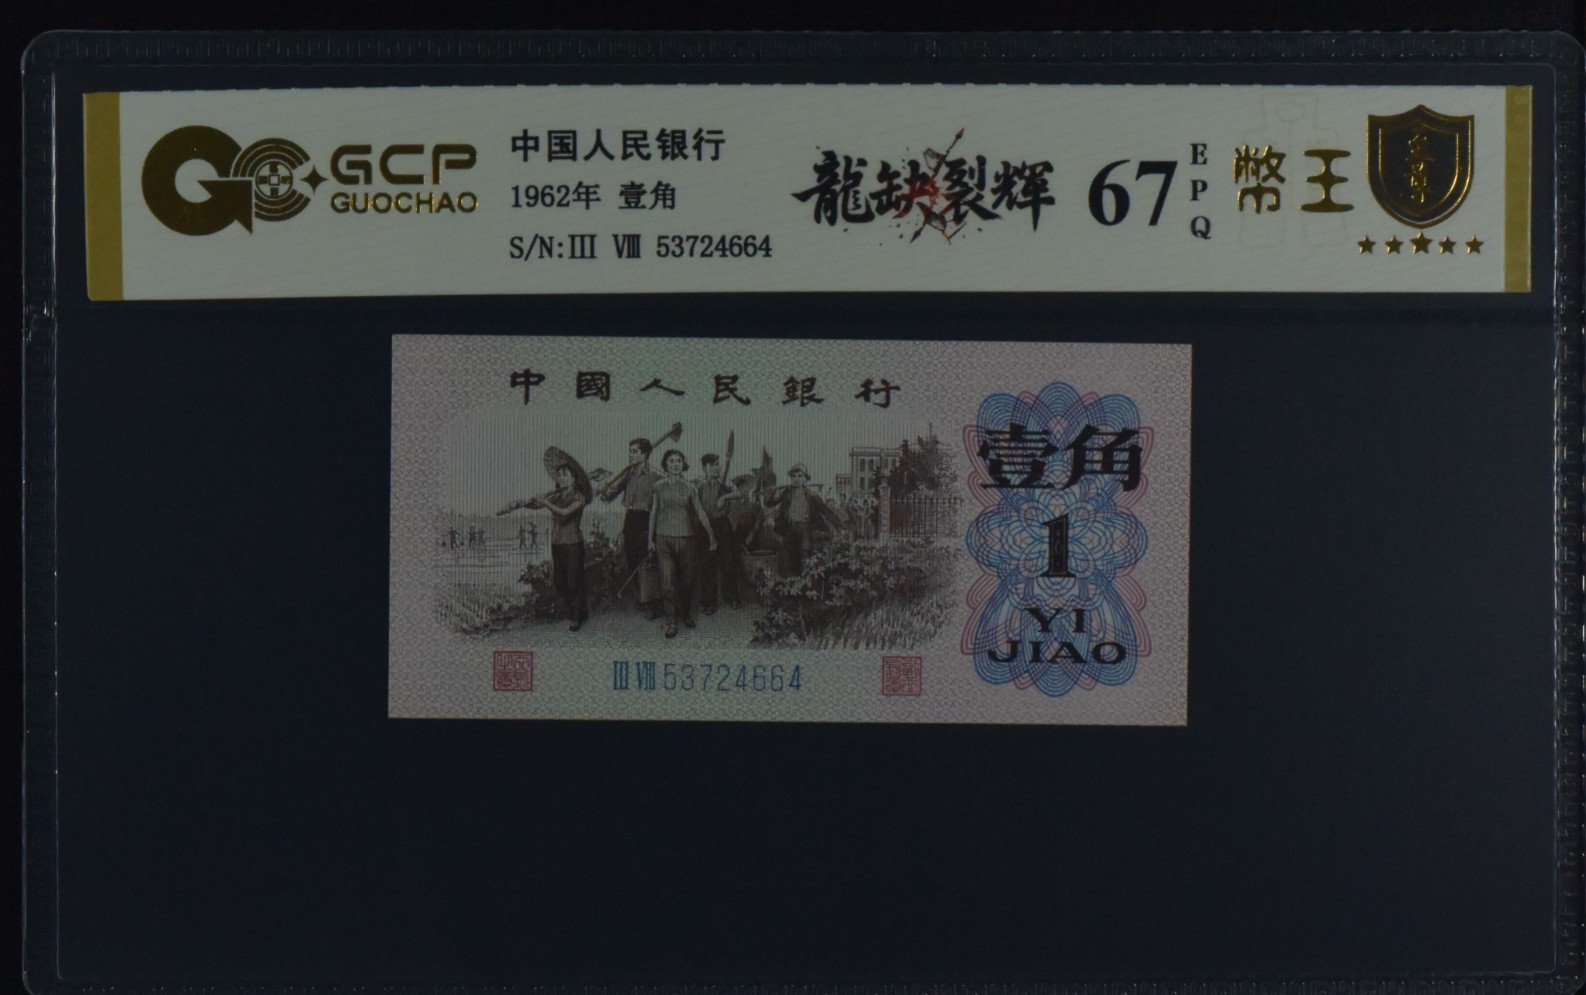 GCP
GUOCHAO
中国人民银行
1962年 壹角
S/N:Ⅲ Ⅷ 53724664
龍缺裂辉
67
EPQ
幣王
中國人民銀行
壹角
1
YI
JIAO
Ⅲ Ⅷ 53724664